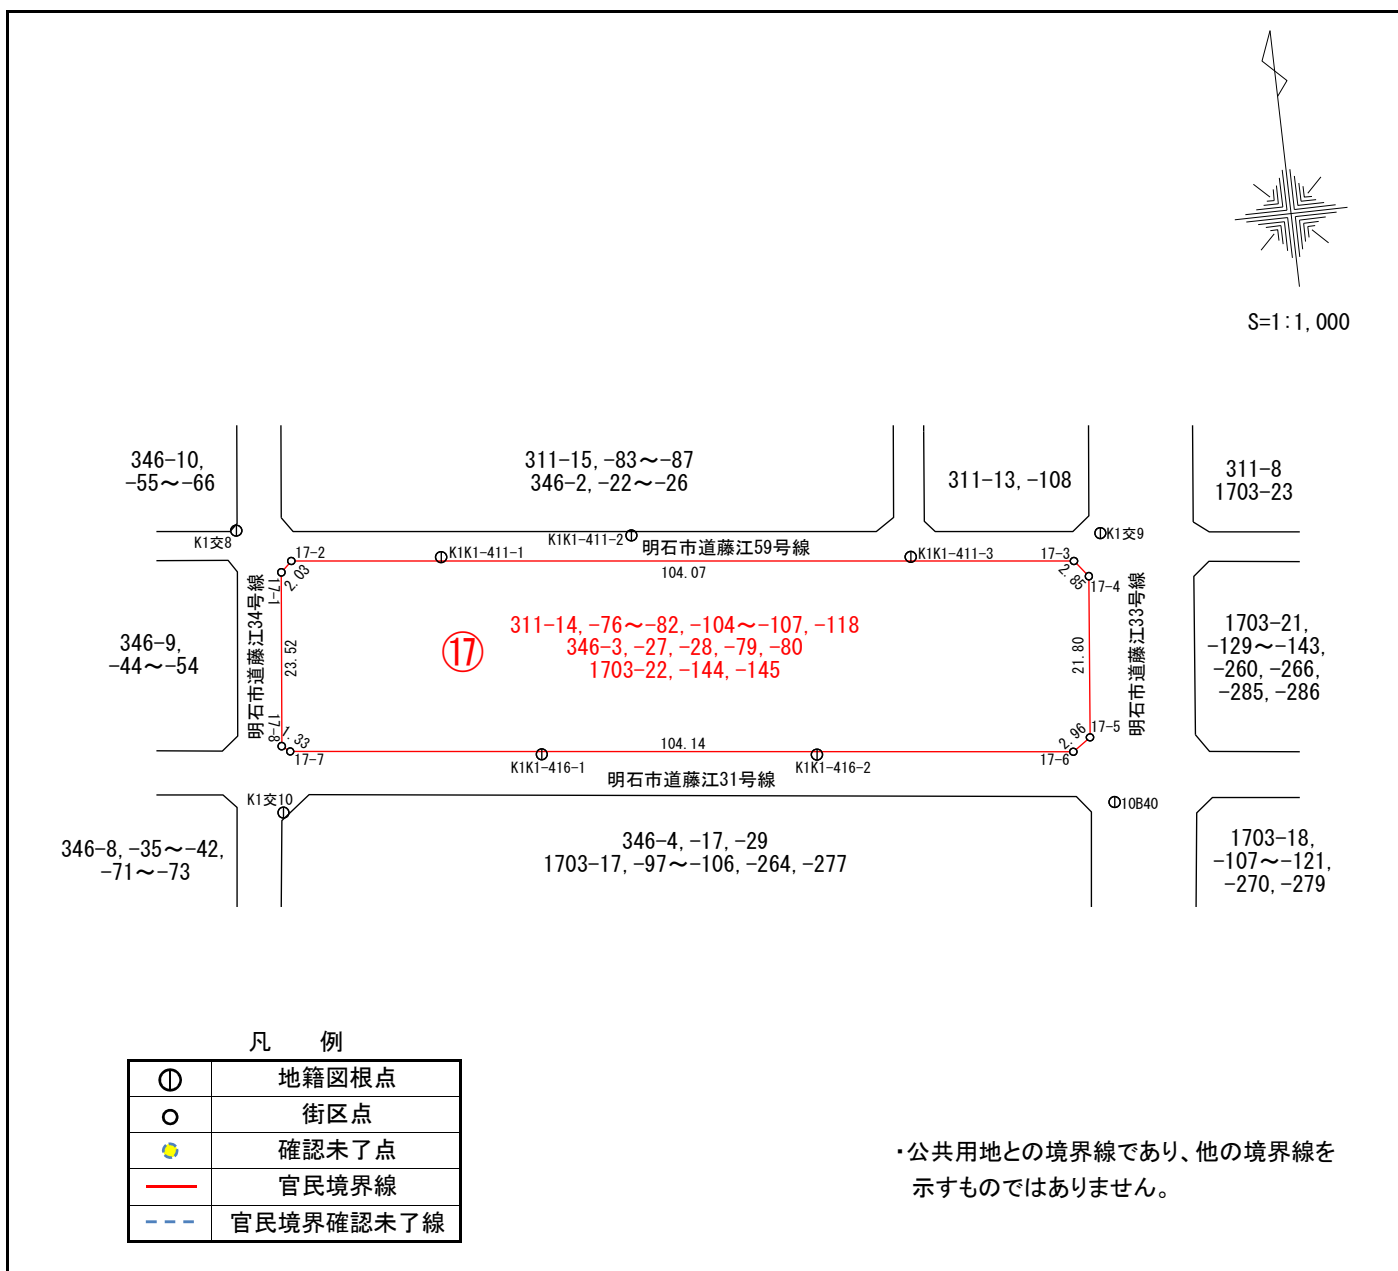 S=1:1,000
346-10,
-55～-66
311-15, -83～-87
346-2, -22～-26
311-13, -108
311-8
1703-23
K1交8
K1K1-411-2
明石市道藤江59号線
K1交9
17-2
K1K1-411-1
K1K1-411-3
17-3
104.07
2.03
2.85
17-1
17-4
明石市道藤江34号線
明石市道藤江33号線
346-9,
-44～-54
23.52
⑰
311-14, -76～-82, -104～-107, -118
346-3, -27, -28, -79, -80
1703-22, -144, -145
21.80
1703-21,
-129～-143,
-260, -266,
-285, -286
17-8
1.33
17-7
104.14
2.96
17-5
17-6
K1K1-416-1
K1K1-416-2
明石市道藤江31号線
K1交10
10B40
346-8, -35～-42,
-71～-73
346-4, -17, -29
1703-17, -97～-106, -264, -277
1703-18,
-107～-121,
-270, -279
凡　例
地籍図根点
街区点
確認未了点
官民境界線
官民境界確認未了線
・公共用地との境界線であり、他の境界線を
示すものではありません。